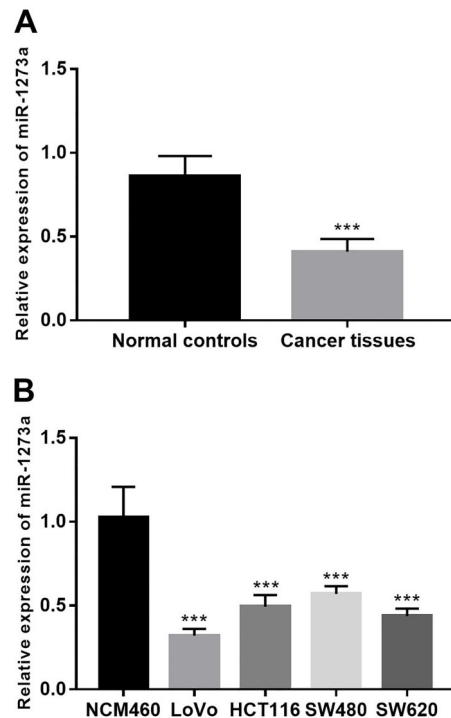 A
Relative expression of miR-1273a
1.5
1.0
0.5
0.0
***
Normal controls Cancer tissues
B
Relative expression of miR-1273a
1.5
1.0
0.5
0.0
*** *** *** ***
NCM460 LoVo HCT116 SW480 SW620